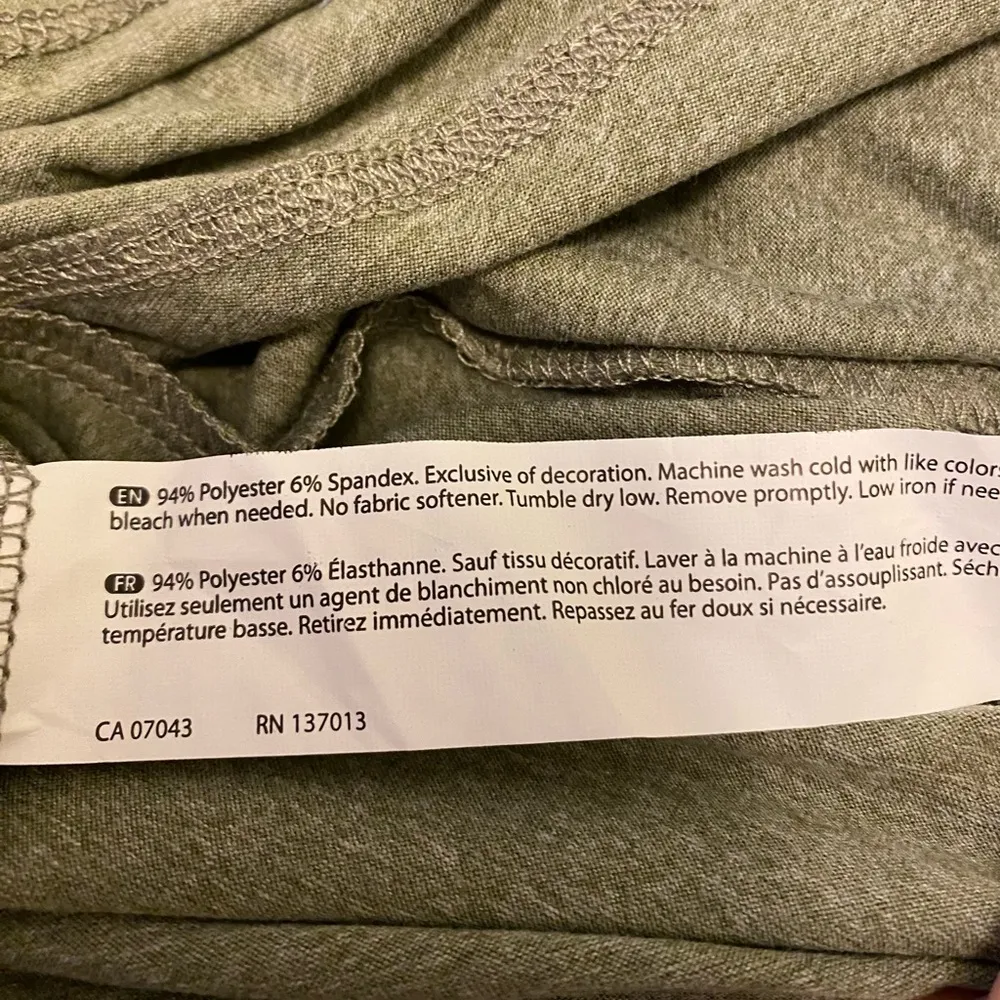 EN 94% Polyester 6% Spandex. Exclusive of decoration. Machine wash cold with like colors
bleach when needed. No fabric softener. Tumble dry low. Remove promptly. Low iron if nee
FR 94% Polyester 6% Élasthanne. Sauf tissu décoratif. Laver à la machine à l'eau froide avec
Utilisez seulement un agent de blanchiment non chloré au besoin. Pas d'assouplissant. Séch
température basse. Retirez immédiatement. Repassez au fer doux si nécessaire.
CA 07043 RN 137013